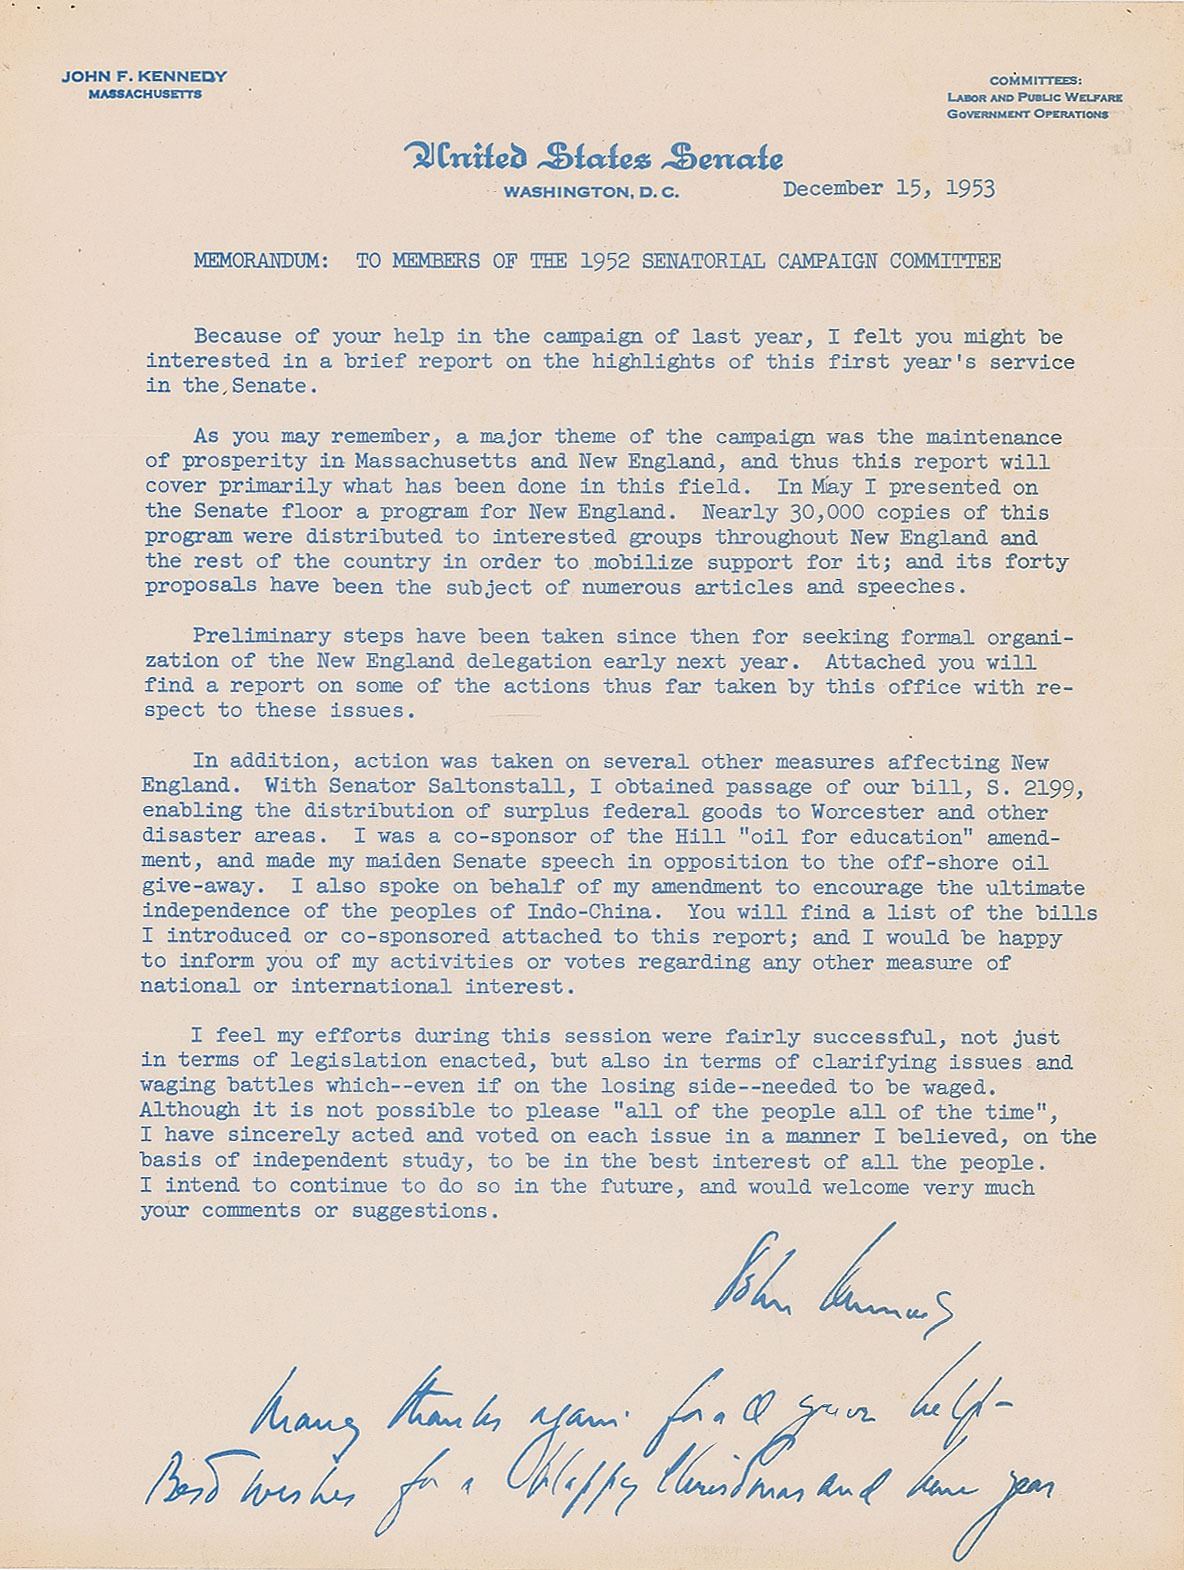 JOHN F. KENNEDY
MASSACHUSETTS
COMMITTEES:
LABOR AND PUBLIC WELFARE
GOVERNMENT OPERATIONS
United States Senate
WASHINGTON, D. C.
December 15, 1953
MEMORANDUM: TO MEMBERS OF THE 1952 SENATORIAL CAMPAIGN COMMITTEE
Because of your help in the campaign of last year, I felt you might be
interested in a brief report on the highlights of this first year's service
in the Senate.
As you may remember, a major theme of the campaign was the maintenance
of prosperity in Massachusetts and New England, and thus this report will
cover primarily what has been done in this field. In May I presented on
the Senate floor a program for New England. Nearly 30,000 copies of this
program were distributed to interested groups throughout New England and
the rest of the country in order to mobilize support for it; and its forty
proposals have been the subject of numerous articles and speeches.
Preliminary steps have been taken since then for seeking formal organi-
zation of the New England delegation early next year. Attached you will
find a report on some of the actions thus far taken by this office with re-
spect to these issues.
In addition, action was taken on several other measures affecting New
England. With Senator Saltonstall, I obtained passage of our bill, S. 2199,
enabling the distribution of surplus federal goods to Worcester and other
disaster areas. I was a co-sponsor of the Hill "oil for education" amend-
ment, and made my maiden Senate speech in opposition to the off-shore oil
give-away. I also spoke on behalf of my amendment to encourage the ultimate
independence of the peoples of Indo-China. You will find a list of the bills
I introduced or co-sponsored attached to this report; and I would be happy
to inform you of my activities or votes regarding any other measure of
national or international interest.
I feel my efforts during this session were fairly successful, not just
in terms of legislation enacted, but also in terms of clarifying issues and
waging battles which--even if on the losing side--needed to be waged.
Although it is not possible to please "all of the people all of the time",
I have sincerely acted and voted on each issue in a manner I believed, on the
basis of independent study, to be in the best interest of all the people.
I intend to continue to do so in the future, and would welcome very much
your comments or suggestions.
John Kennedy
Many thanks again for all your help-
Best wishes for a Happy Christmas and New year